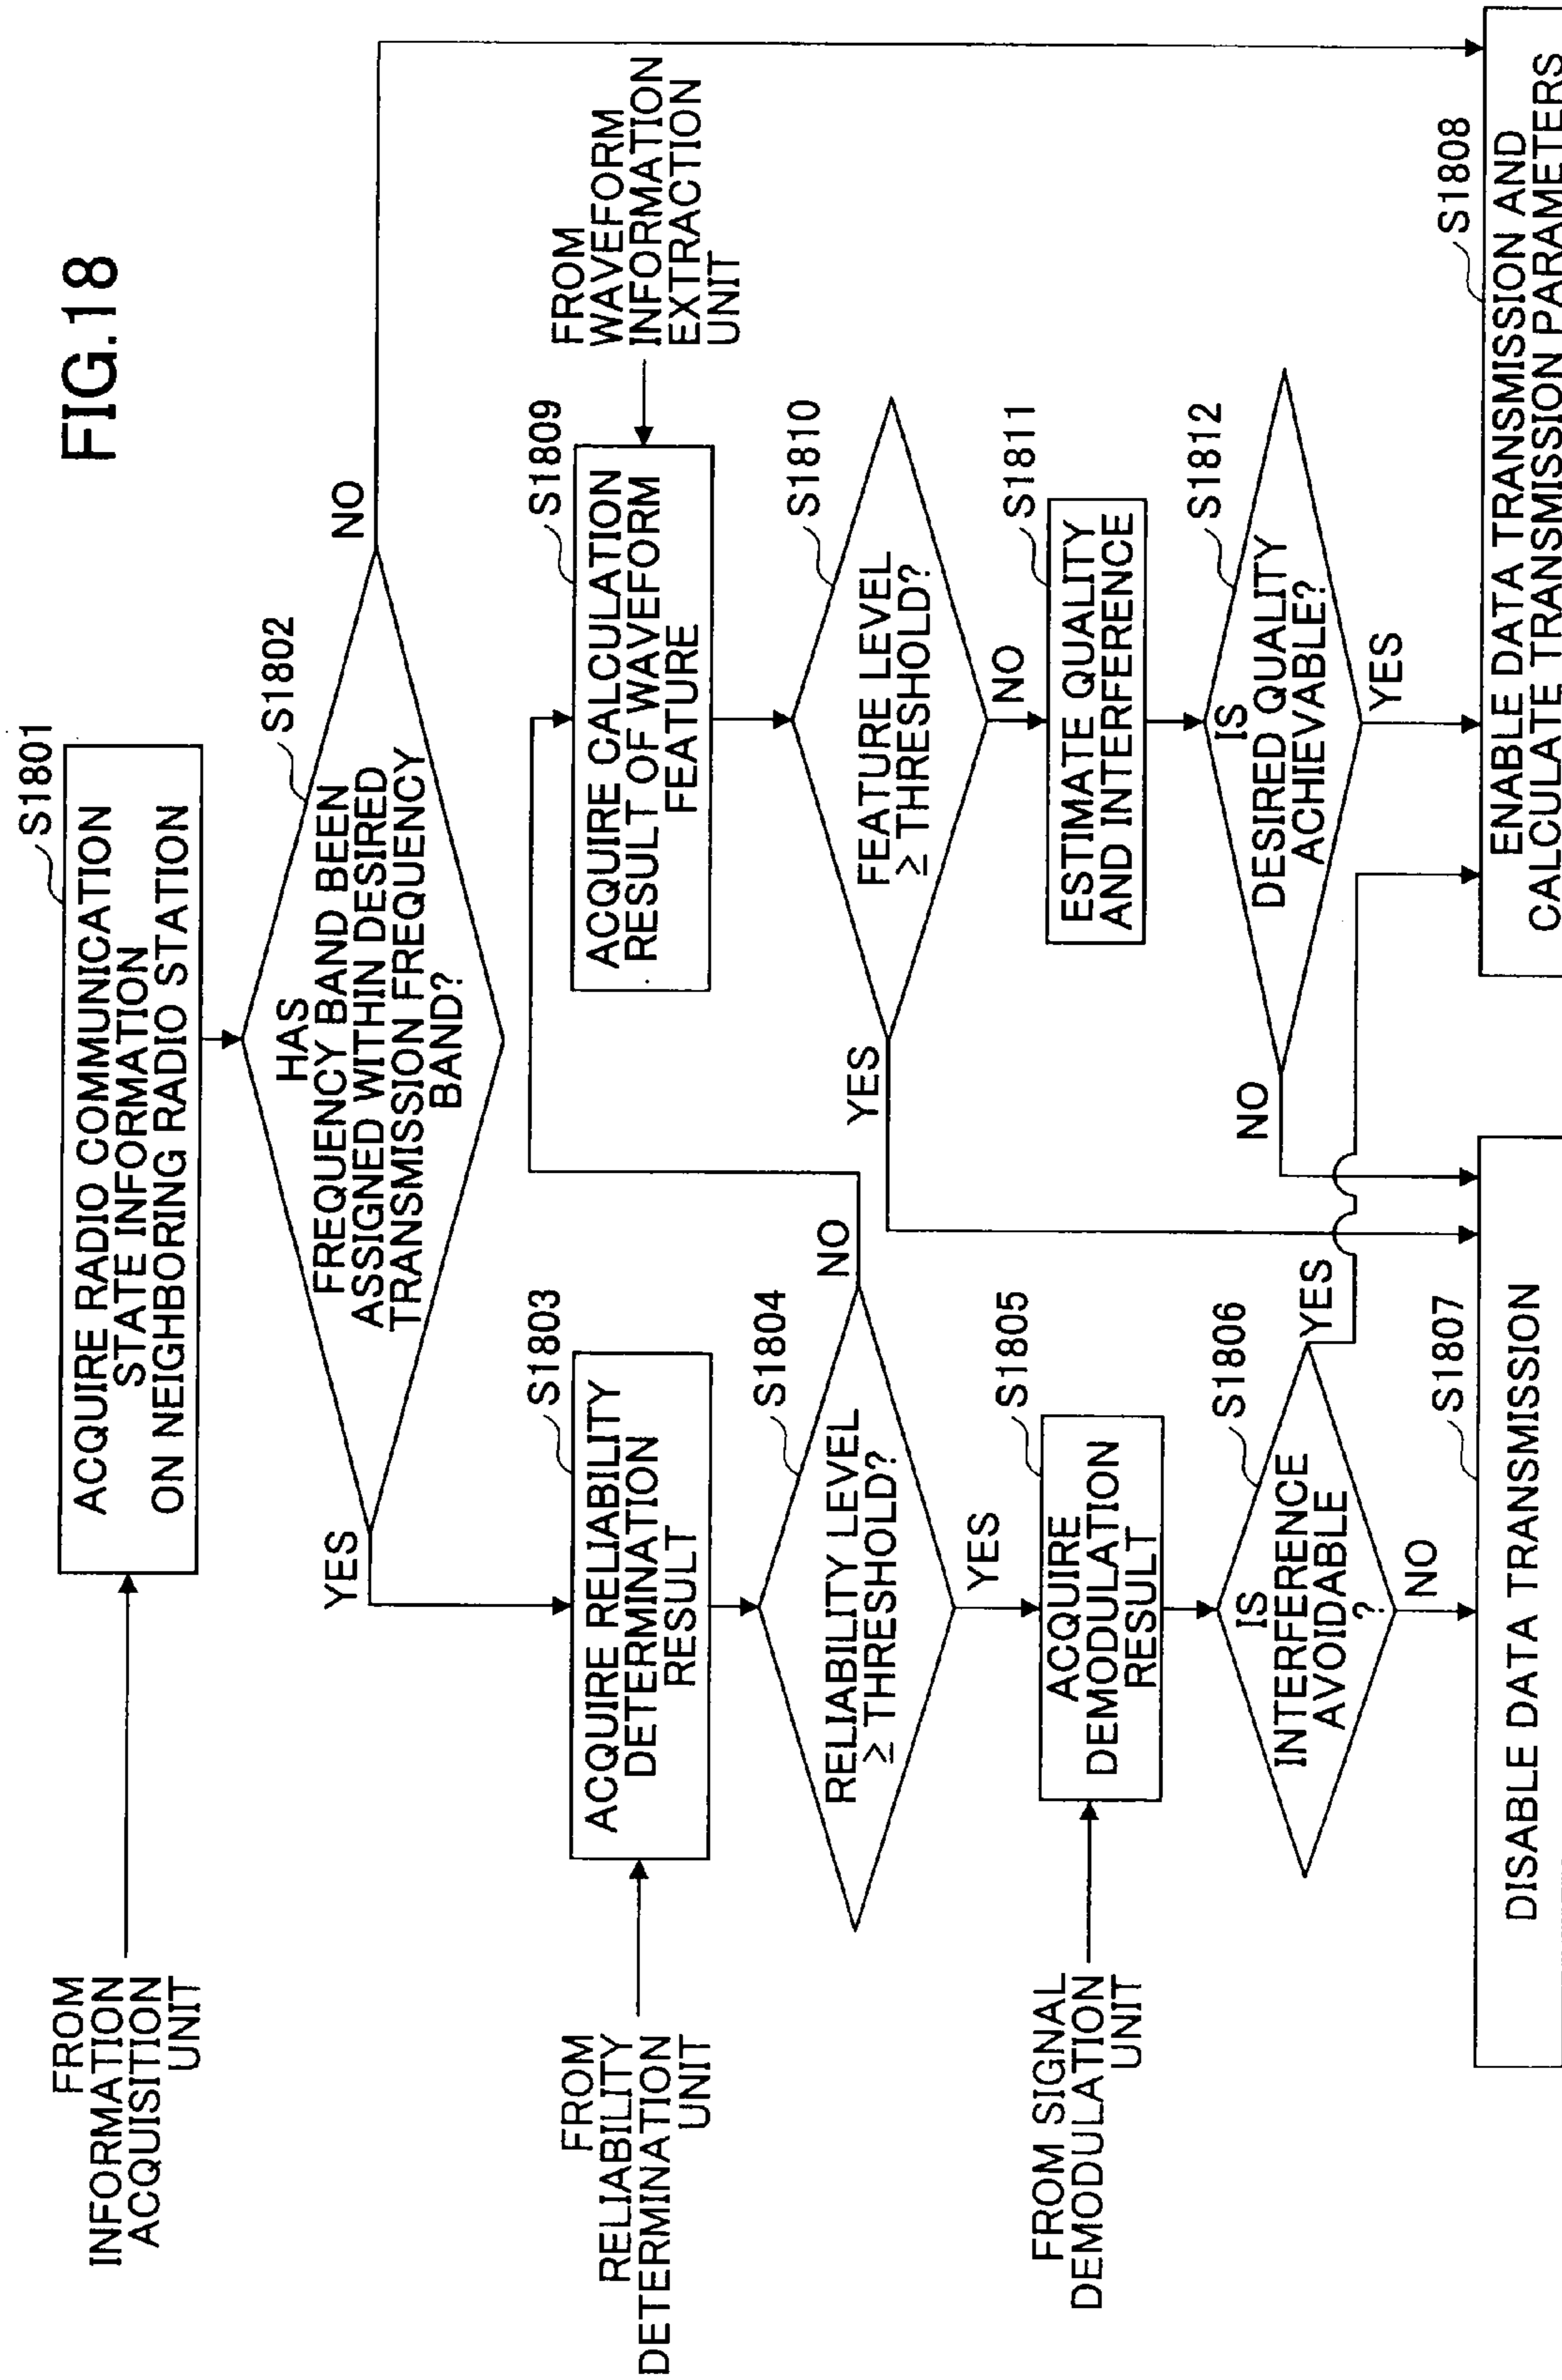 FIG.18
FROM
INFORMATION
ACQUISITION
UNIT
S1801
ACQUIRE RADIO COMMUNICATION
STATE INFORMATION
ON NEIGHBORING RADIO STATION
S1802
HAS
FREQUENCY BAND BEEN
ASSIGNED WITHIN DESIRED
TRANSMISSION FREQUENCY
BAND?
YES
NO
FROM
RELIABILITY
DETERMINATION
UNIT
S1803
ACQUIRE RELIABILITY
DETERMINATION
RESULT
S1804
RELIABILITY LEVEL
≥ THRESHOLD?
NO
YES
FROM SIGNAL
DEMODULATION
UNIT
S1805
ACQUIRE
DEMODULATION
RESULT
S1806
IS
INTERFERENCE
AVOIDABLE
?
YES
NO
S1807
DISABLE DATA TRANSMISSION
FROM
WAVEFORM
INFORMATION
EXTRACTION
UNIT
S1809
ACQUIRE CALCULATION
RESULT OF WAVEFORM
FEATURE
S1810
FEATURE LEVEL
≥ THRESHOLD?
YES
NO
S1811
ESTIMATE QUALITY
AND INTERFERENCE
S1812
IS
DESIRED QUALITY
ACHIEVABLE?
NO
YES
S1808
ENABLE DATA TRANSMISSION AND
CALCULATE TRANSMISSION PARAMETERS